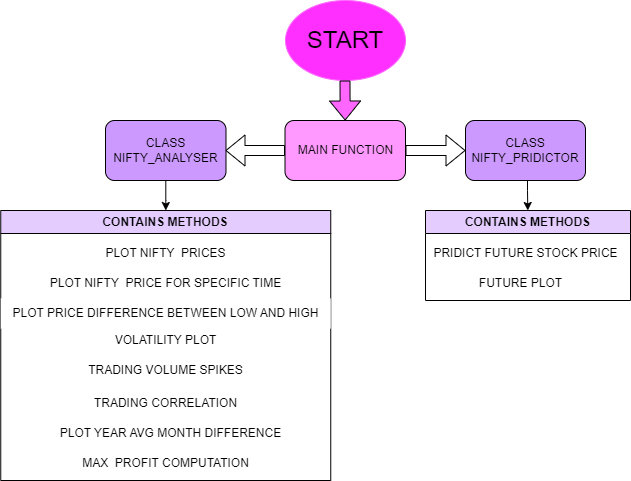 START
MAIN FUNCTION
CLASS
NIFTY_ANALYSER
CLASS
NIFTY_PRIDICTOR
CONTAINS METHODS
PLOT NIFTY PRICES
PLOT NIFTY PRICE FOR SPECIFIC TIME
PLOT PRICE DIFFERENCE BETWEEN LOW AND HIGH
VOLATILITY PLOT
TRADING VOLUME SPIKES
TRADING CORRELATION
PLOT YEAR AVG MONTH DIFFERENCE
MAX PROFIT COMPUTATION
CONTAINS METHODS
PRIDICT FUTURE STOCK PRICE
FUTURE PLOT